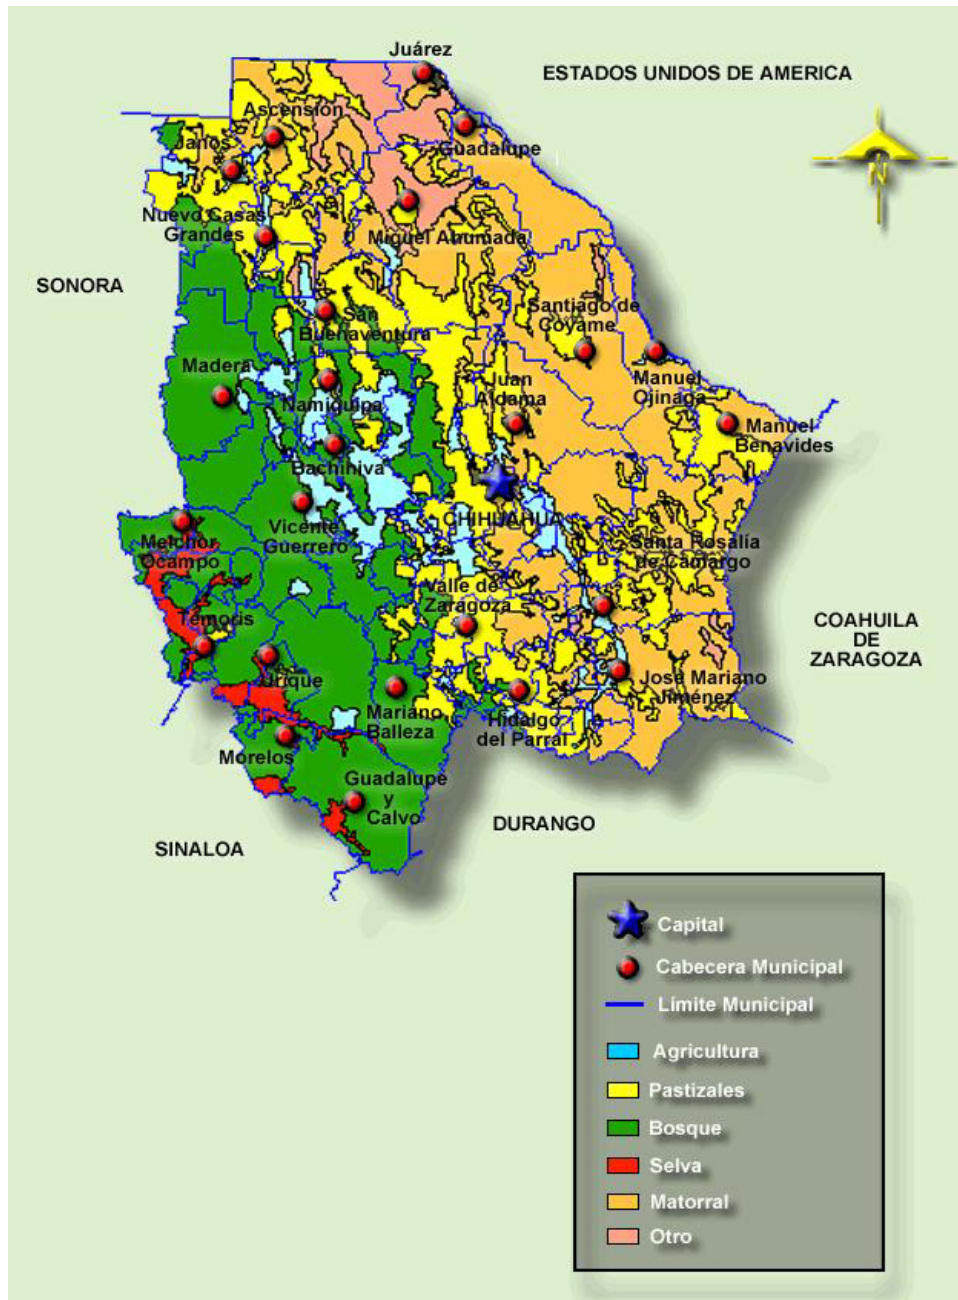 Juárez
ESTADOS UNIDOS DE AMERICA
Ascensión
Janos
Guadalupe
N
Nuevo Casas
Grandes
Miguel Ahumada
SONORA
San
Buenaventura
Santiago de
Coyame
Madera
Namiquipa
Juan
Aldama
Manuel
Ojinaga
Manuel
Benavides
Bachiniva
CHIHUAHUA
Vicente
Guerrero
Melchor
Ocampo
Santa Rosalía
de Camargo
Valle de
Zaragoza
Témoris
COAHUILA
DE
ZARAGOZA
Urique
José Mariano
Jiménez
Mariano
Balleza
Hidalgo
del Parral
Morelos
Guadalupe
y
Calvo
DURANGO
SINALOA
Capital
Cabecera Municipal
Límite Municipal
Agricultura
Pastizales
Bosque
Selva
Matorral
Otro